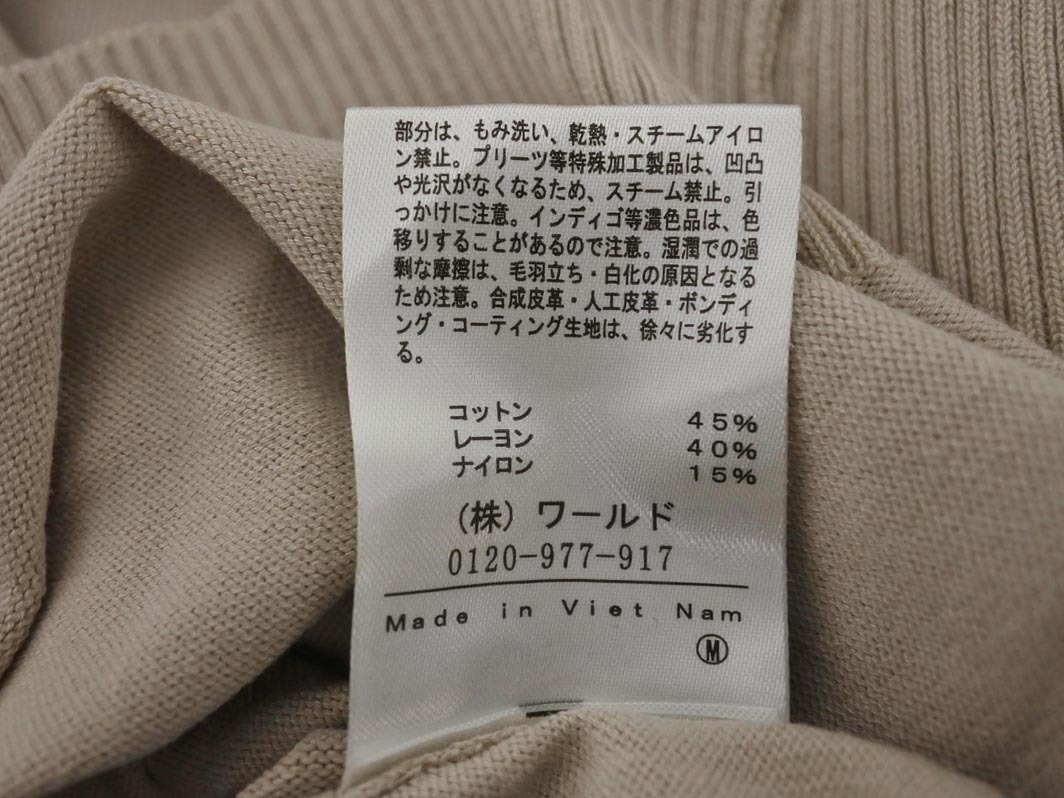 部分は、もみ洗い、乾熱・スチームアイロ
ン禁止。プリーツ等特殊加工製品は、凹凸
や光沢がなくなるため、スチーム禁止。引
っかけに注意。インディゴ等濃色品は、色
移りすることがあるので注意。湿潤での過
剰な摩擦は、毛羽立ち・白化の原因となる
ため注意。合成皮革・人工皮革・ボンディ
ング・コーティング生地は、徐々に劣化す
る。
コットン 45%
レーヨン 40%
ナイロン 15%
(株)ワールド
0120-977-917
Made in Viet Nam
Ⓜ